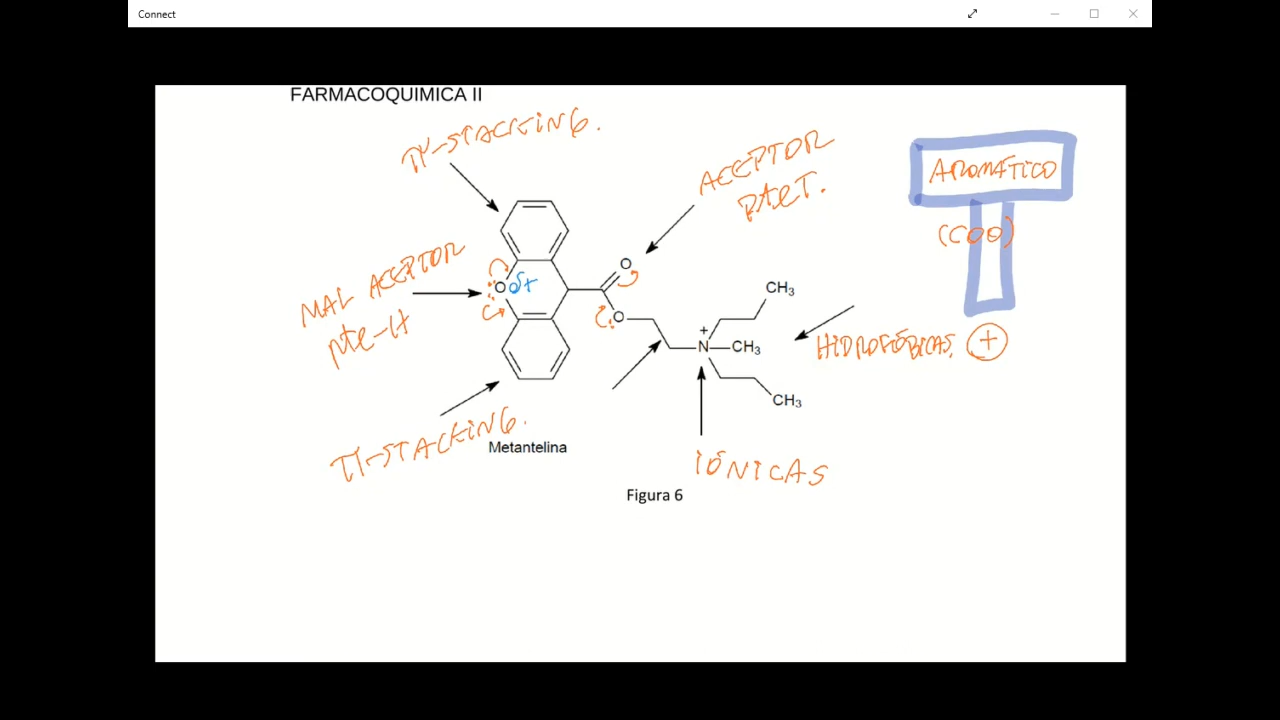 Connect
FARMACOQUIMICA II
π-STACKING.
ACEPTOR
AROMÁTICO
(COO)
MAL ACEPTOR
pte-H
O
O δ+
O
CH3
+
N CH3
CH3
HIDROFÓBICAS, +
π-STACKING.
Metantelina
IÓNICAS
Figura 6